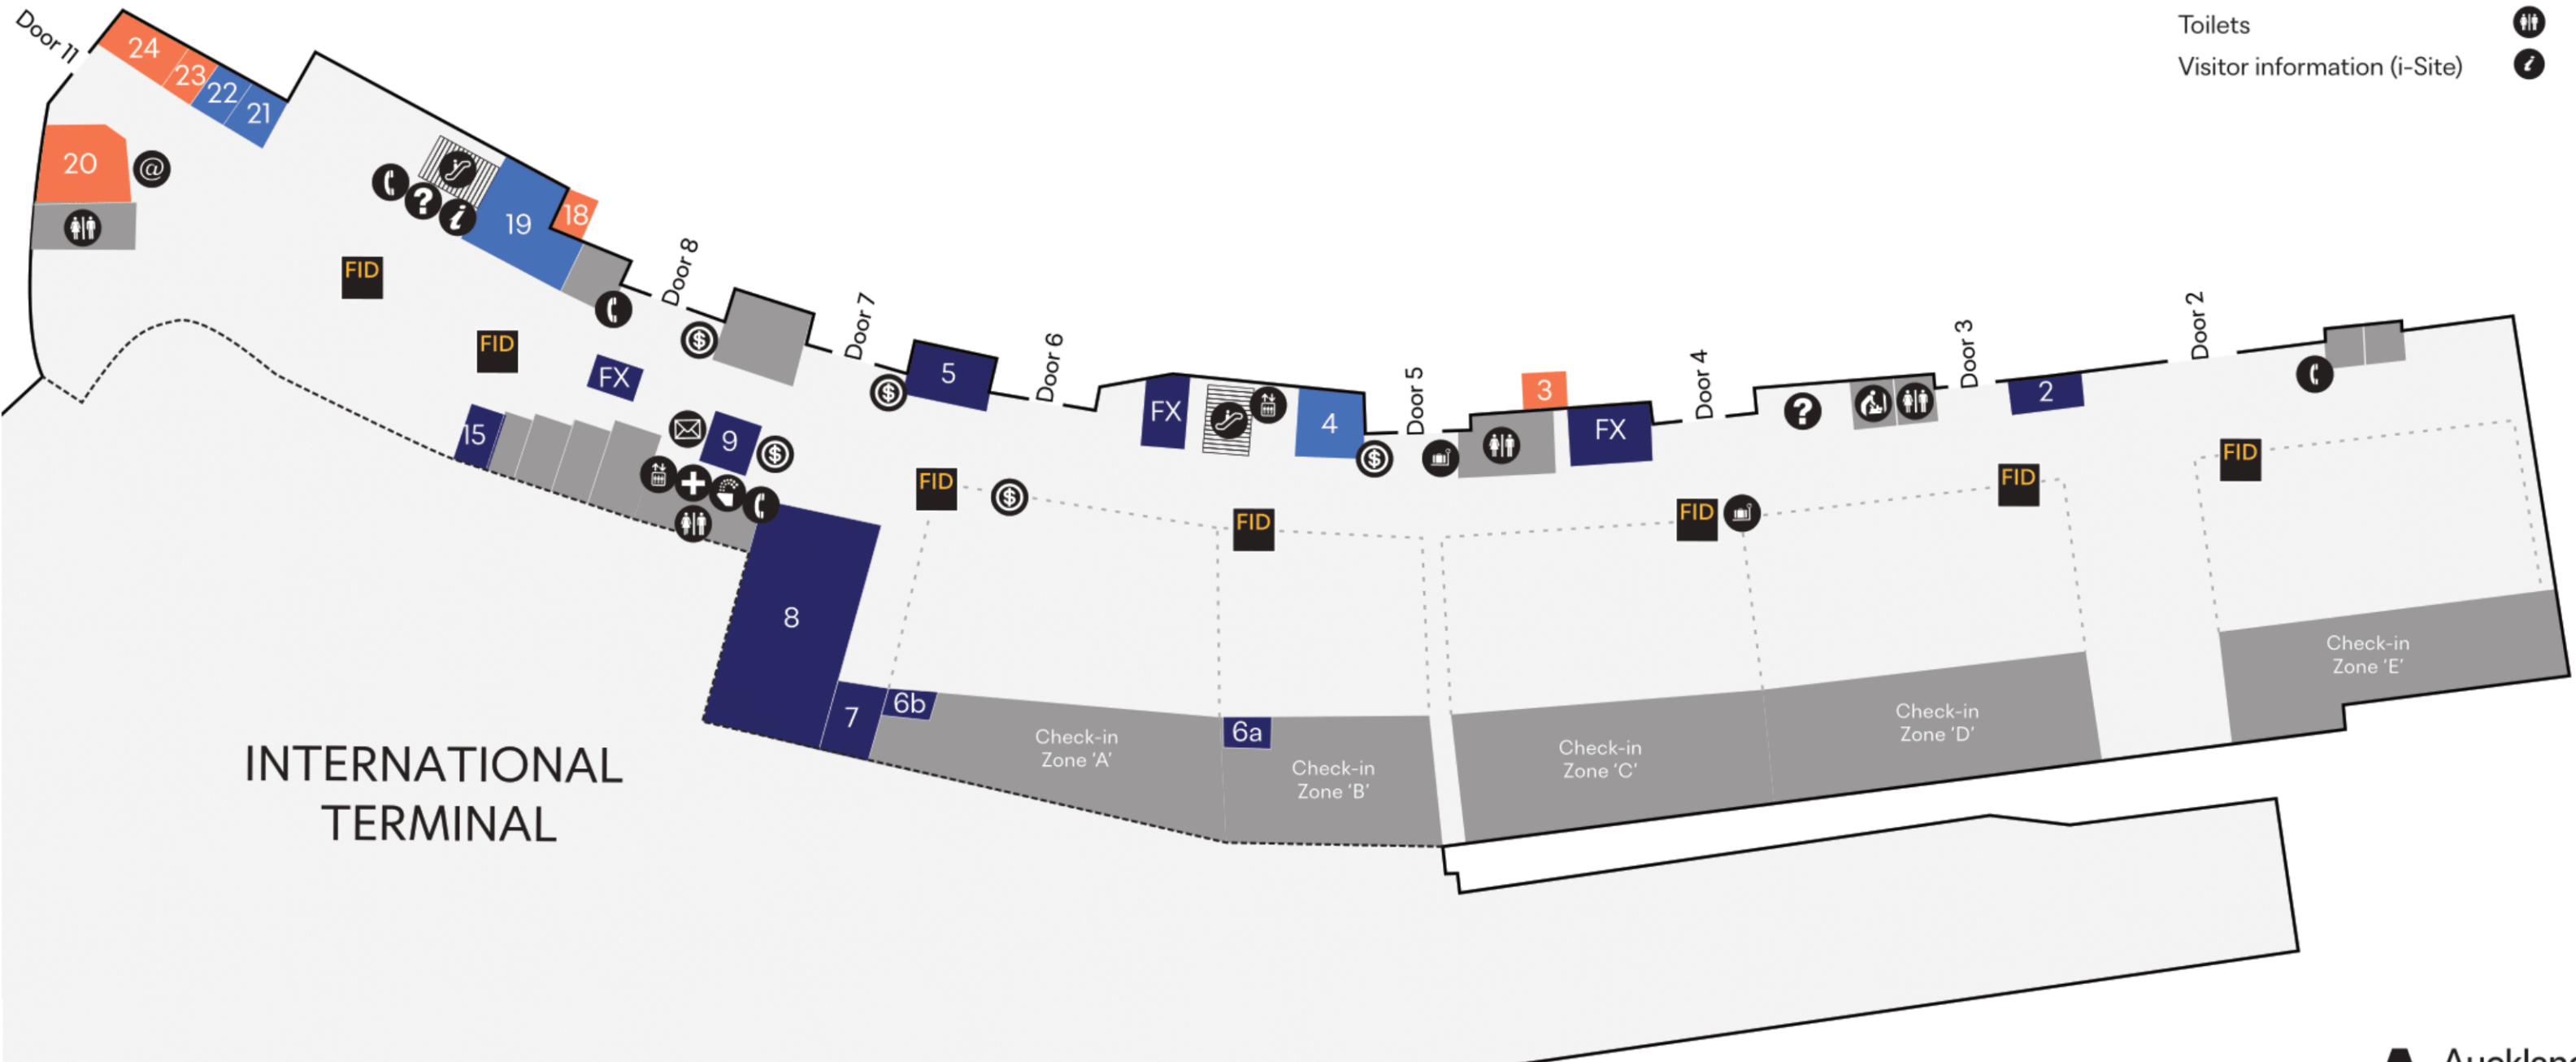 Toilets
Visitor information (i-Site)
Door 11
24
23
22
21
20
@
?
i
19
18
Door 8
FID
FID
FX
$
Door 7
5
$
Door 6
15
9
$
8
7
6b
FID
$
FX
4
$
Door 5
3
FX
Door 4
?
Door 3
2
Door 2
FID
FID
FID
FID
6a
Check-in
Zone 'A'
Check-in
Zone 'B'
Check-in
Zone 'C'
Check-in
Zone 'D'
Check-in
Zone 'E'
INTERNATIONAL
TERMINAL